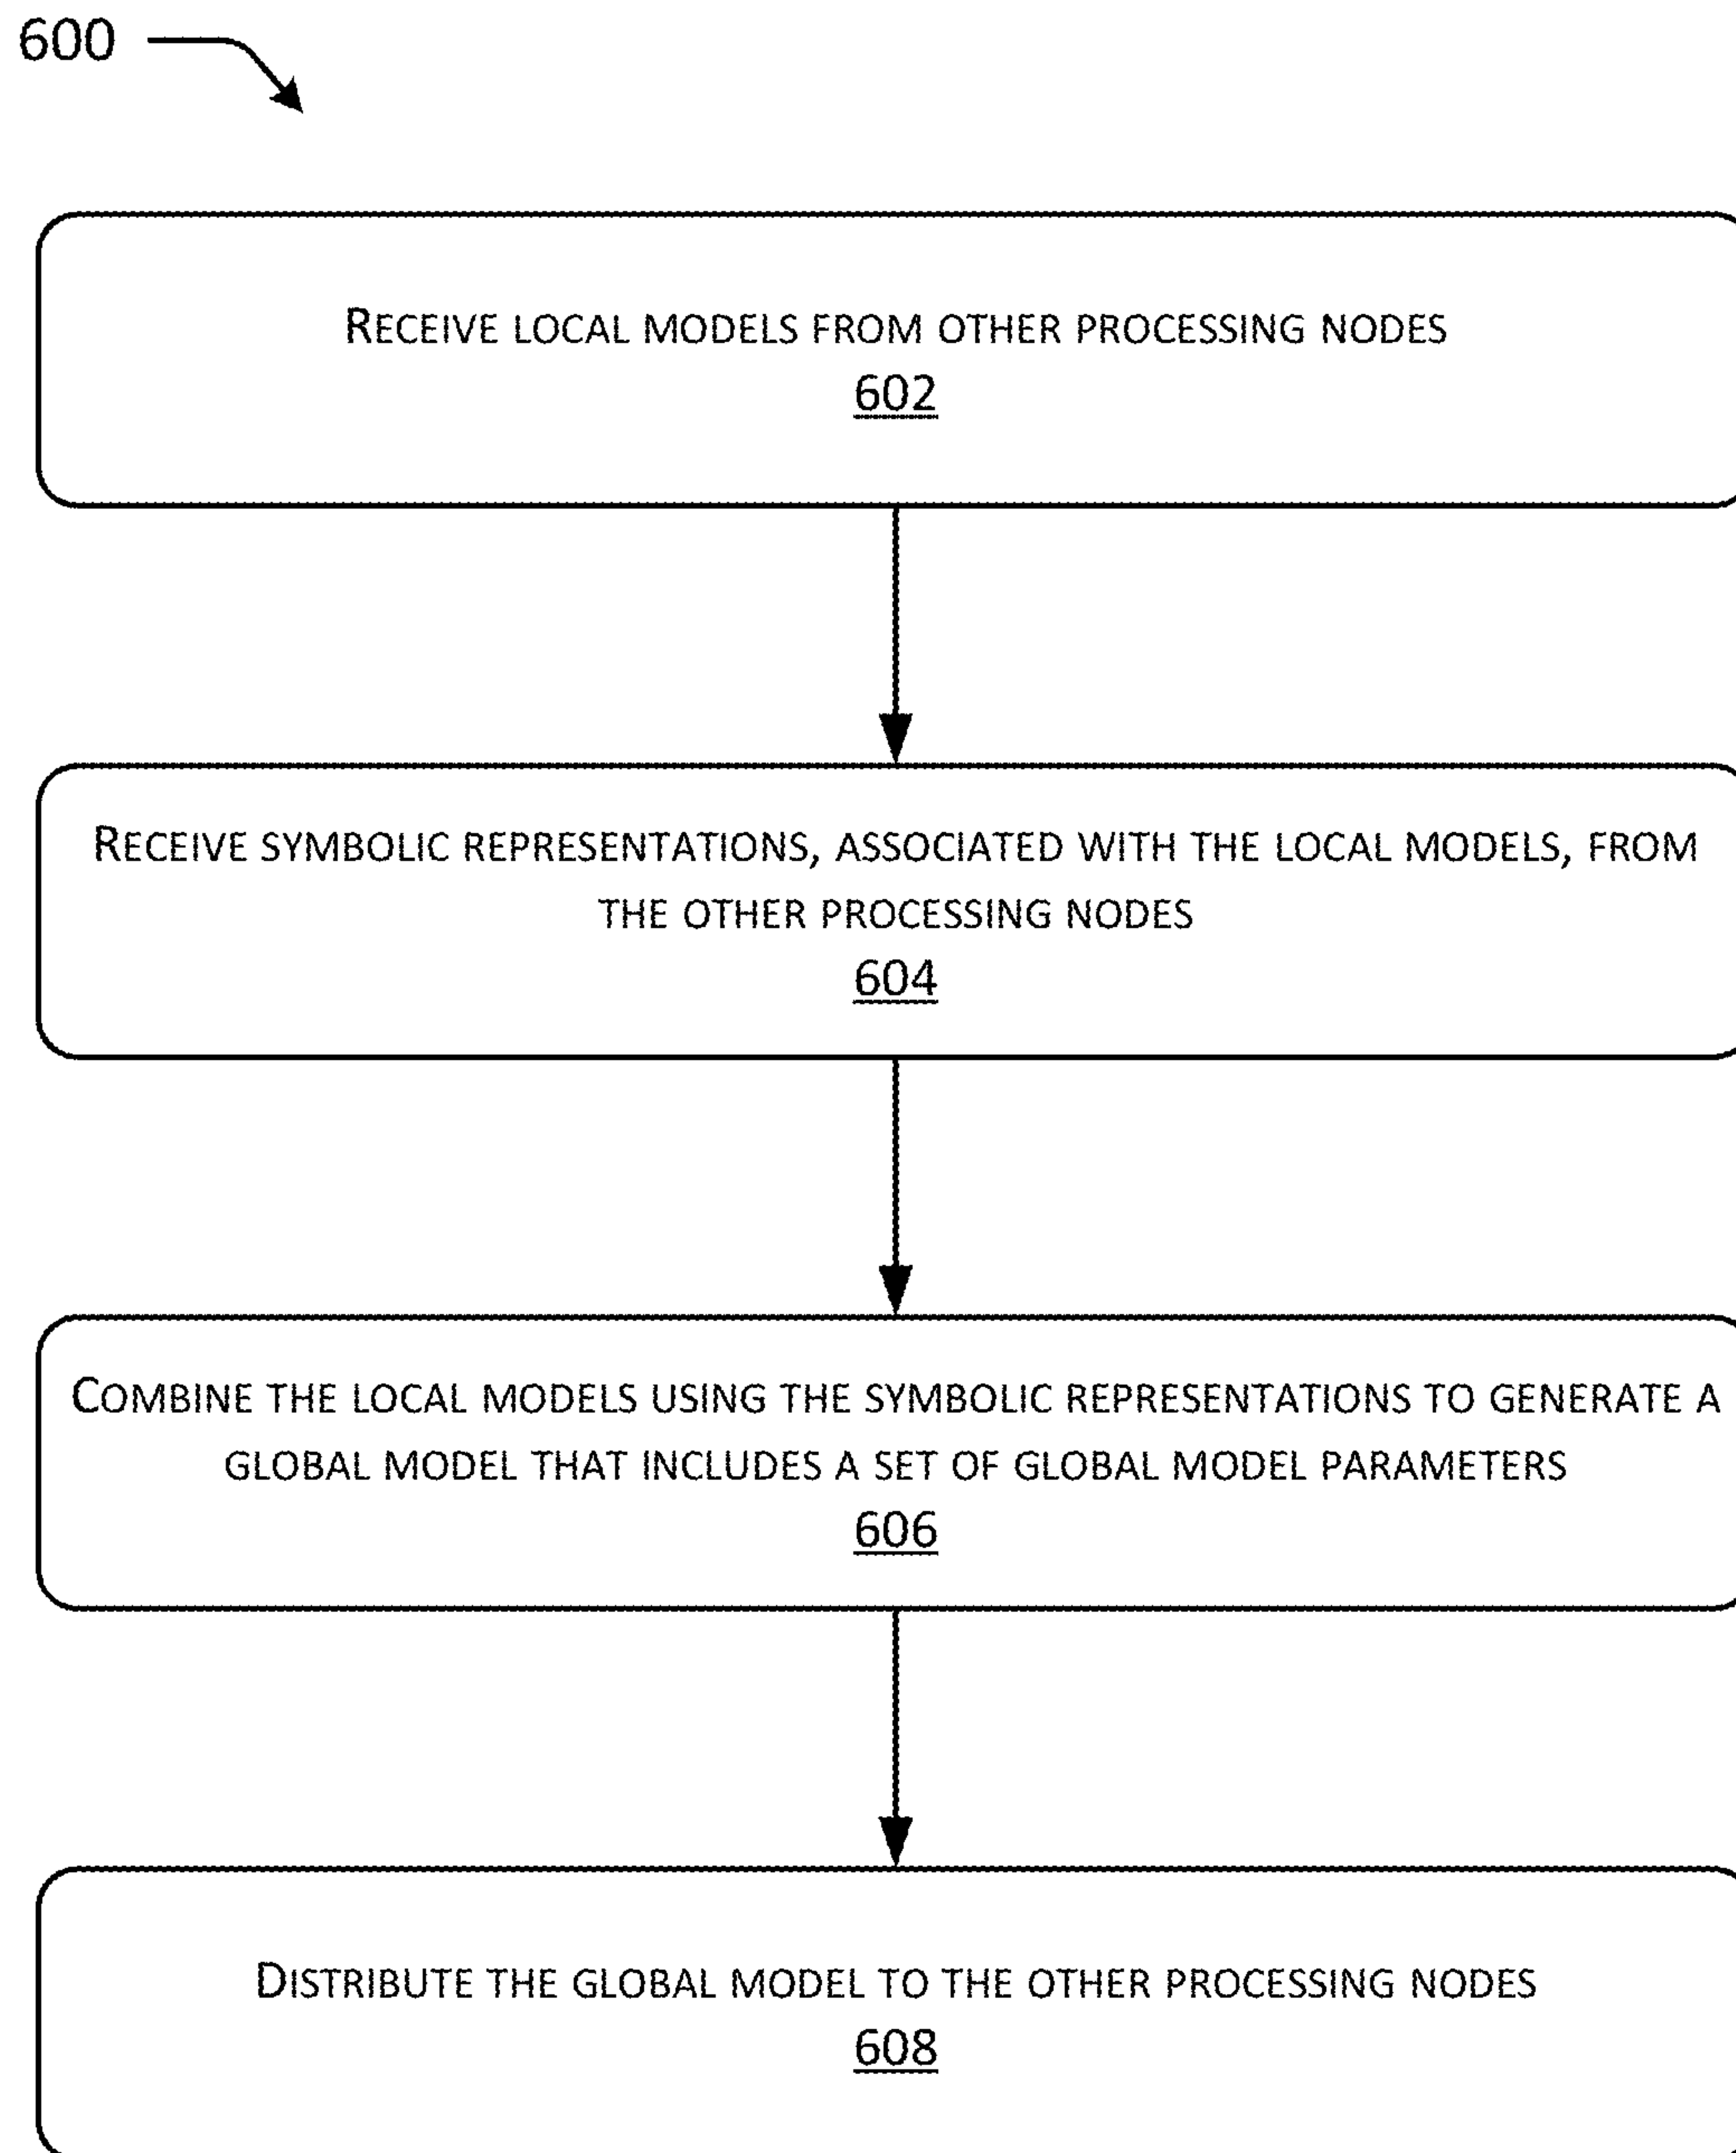 600
RECEIVE LOCAL MODELS FROM OTHER PROCESSING NODES
602
RECEIVE SYMBOLIC REPRESENTATIONS, ASSOCIATED WITH THE LOCAL MODELS, FROM
THE OTHER PROCESSING NODES
604
COMBINE THE LOCAL MODELS USING THE SYMBOLIC REPRESENTATIONS TO GENERATE A
GLOBAL MODEL THAT INCLUDES A SET OF GLOBAL MODEL PARAMETERS
606
DISTRIBUTE THE GLOBAL MODEL TO THE OTHER PROCESSING NODES
608